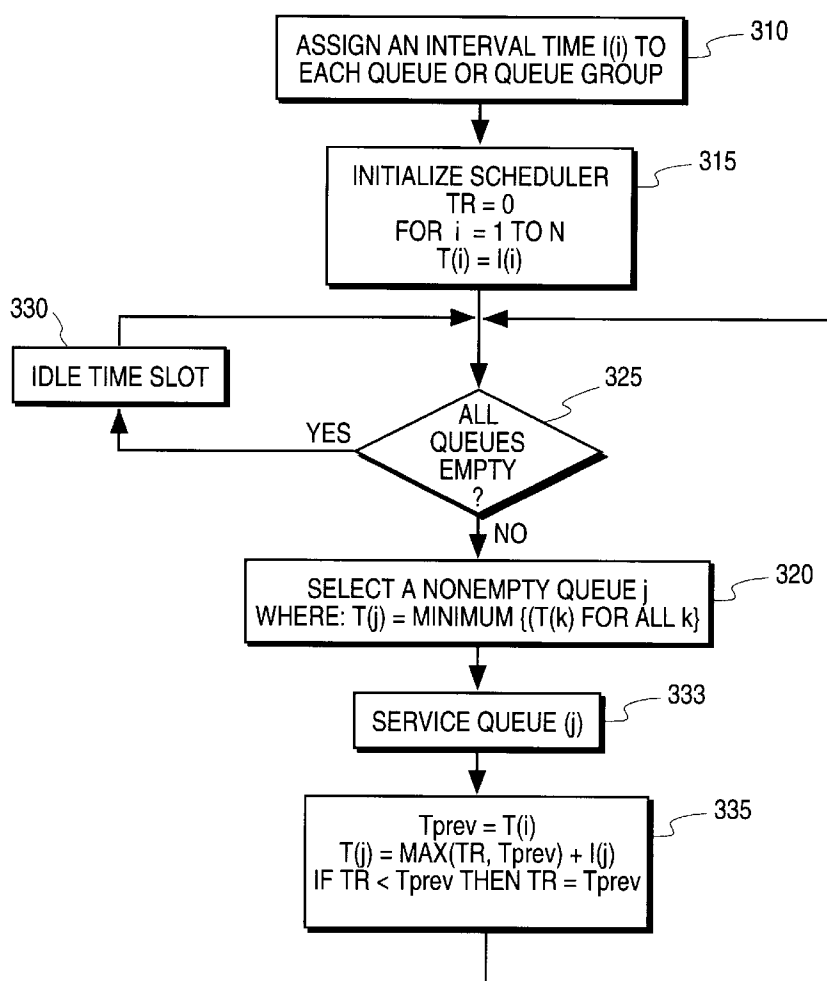 ASSIGN AN INTERVAL TIME I(i) TO
EACH QUEUE OR QUEUE GROUP
310
INITIALIZE SCHEDULER
TR = 0
FOR i = 1 TO N
T(i) = I(i)
315
330
IDLE TIME SLOT
YES
ALL
QUEUES
EMPTY
?
325
NO
SELECT A NONEMPTY QUEUE j
WHERE: T(j) = MINIMUM {(T(k) FOR ALL k}
320
SERVICE QUEUE (j)
333
Tprev = T(i)
T(j) = MAX(TR, Tprev) + I(j)
IF TR < Tprev THEN TR = Tprev
335